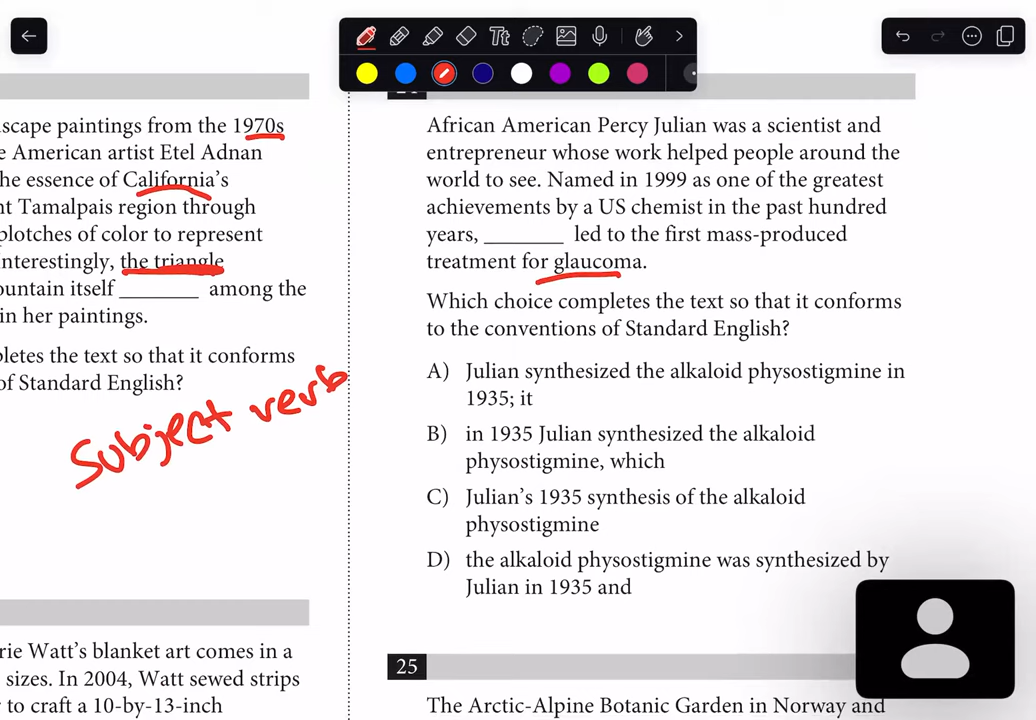 Tt
dscape paintings from the 1970s
e American artist Etel Adnan
he essence of California's
nt Tamalpais region through
plotches of color to represent
nterestingly, the triangle
ountain itself ________ among the
in her paintings.
pletes the text so that it conforms
of Standard English?
Subject verb
rie Watt's blanket art comes in a
sizes. In 2004, Watt sewed strips
to craft a 10-by-13-inch
African American Percy Julian was a scientist and
entrepreneur whose work helped people around the
world to see. Named in 1999 as one of the greatest
achievements by a US chemist in the past hundred
years, ________ led to the first mass-produced
treatment for glaucoma.
Which choice completes the text so that it conforms
to the conventions of Standard English?
A) Julian synthesized the alkaloid physostigmine in
1935; it
B) in 1935 Julian synthesized the alkaloid
physostigmine, which
C) Julian's 1935 synthesis of the alkaloid
physostigmine
D) the alkaloid physostigmine was synthesized by
Julian in 1935 and
25
The Arctic-Alpine Botanic Garden in Norway and